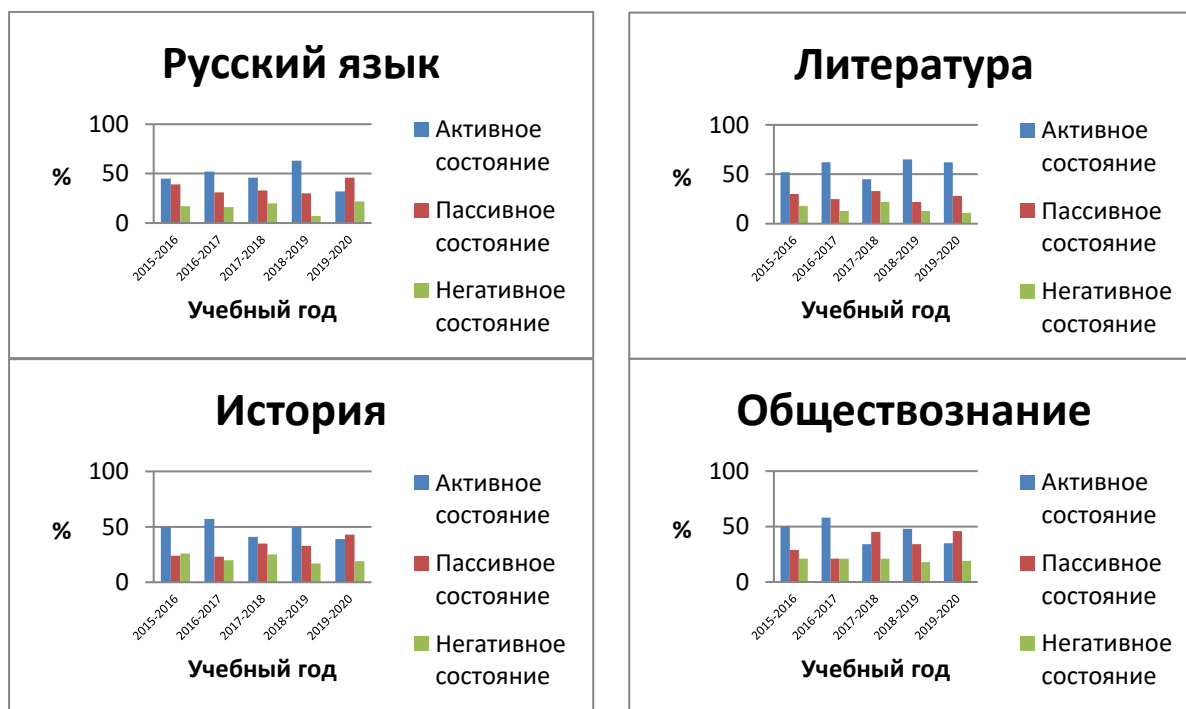 Русский язык
100
50
0
%
2015-2016
2016-2017
2017-2018
2018-2019
2019-2020
Учебный год
Активное
состояние
Пассивное
состояние
Негативное
состояние
Литература
100
50
0
%
2015-2016
2016-2017
2017-2018
2018-2019
2019-2020
Учебный год
Активное
состояние
Пассивное
состояние
Негативное
состояние
История
100
50
0
%
2015-2016
2016-2017
2017-2018
2018-2019
2019-2020
Учебный год
Активное
состояние
Пассивное
состояние
Негативное
состояние
Обществознание
100
50
0
%
2015-2016
2016-2017
2017-2018
2018-2019
2019-2020
Учебный год
Активное
состояние
Пассивное
состояние
Негативное
состояние